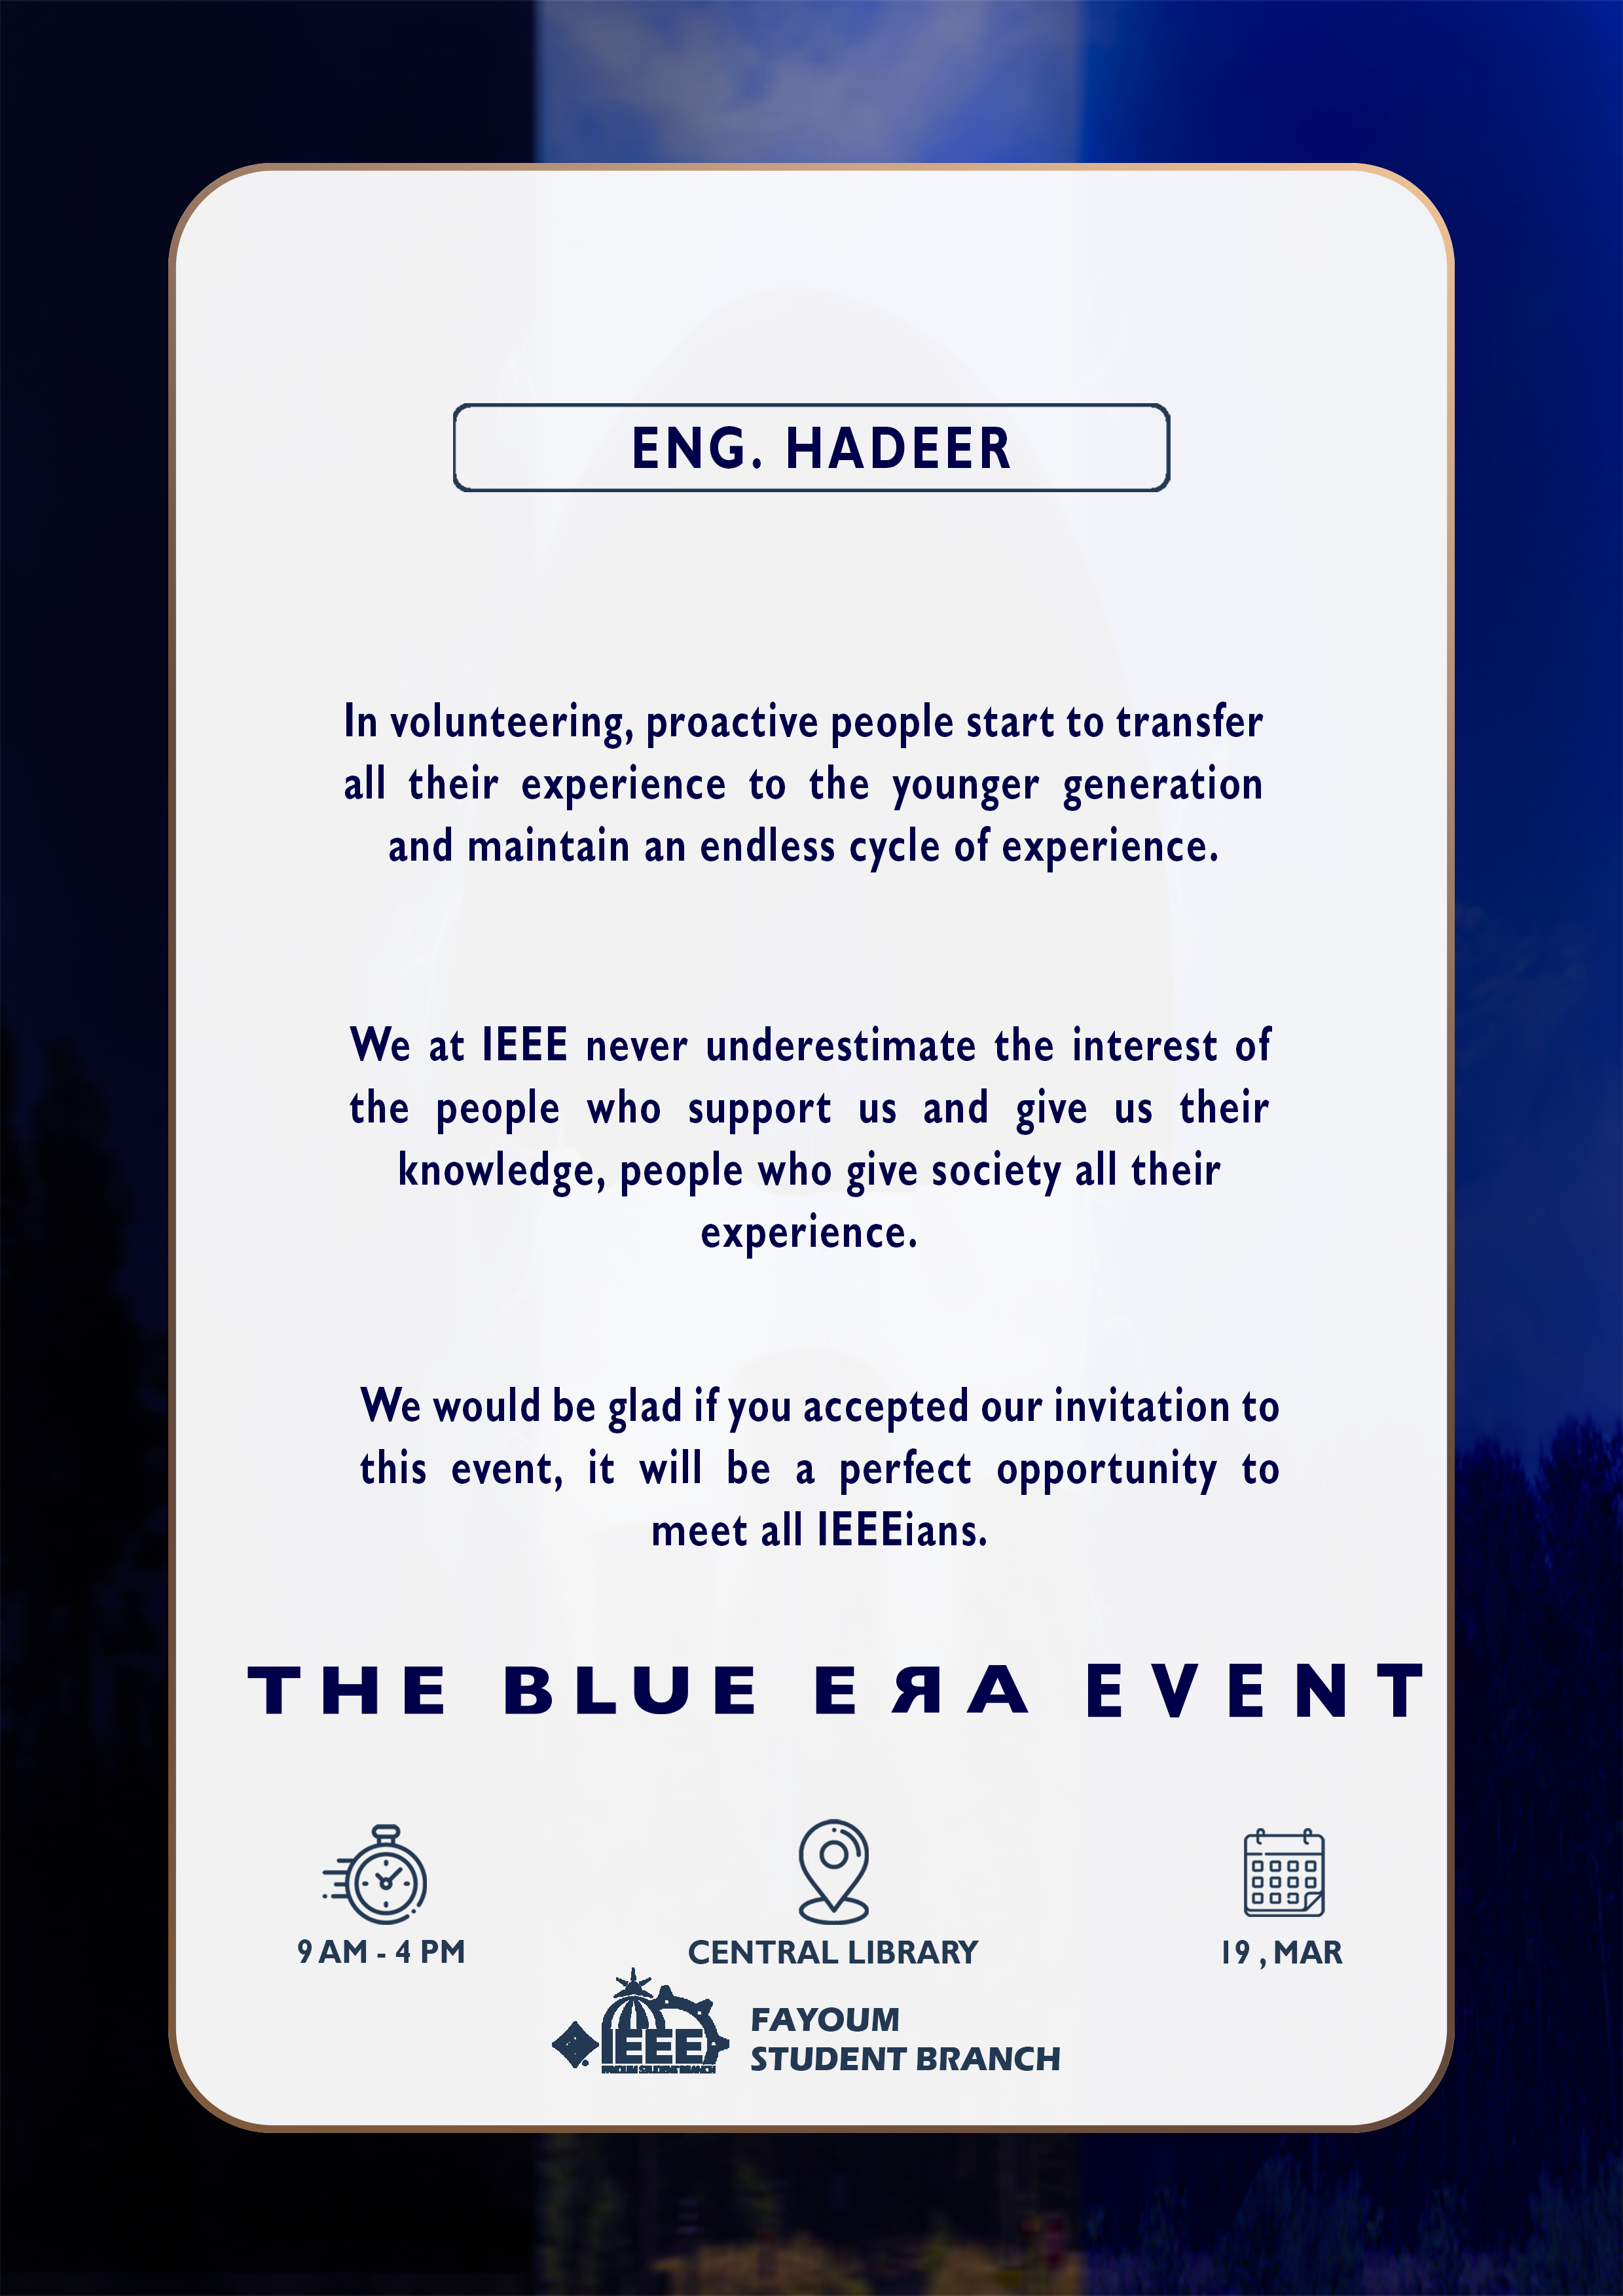 ENG. HADEER
In volunteering, proactive people start to transfer
all their experience to the younger generation
and maintain an endless cycle of experience.
We at IEEE never underestimate the interest of
the people who support us and give us their
knowledge, people who give society all their
experience.
We would be glad if you accepted our invitation to
this event, it will be a perfect opportunity to
meet all IEEEians.
THE BLUE EЯA EVENT
9 AM - 4 PM
CENTRAL LIBRARY
19 , MAR
IEEE
FAYOUM STUDENT BRANCH
FAYOUM
STUDENT BRANCH